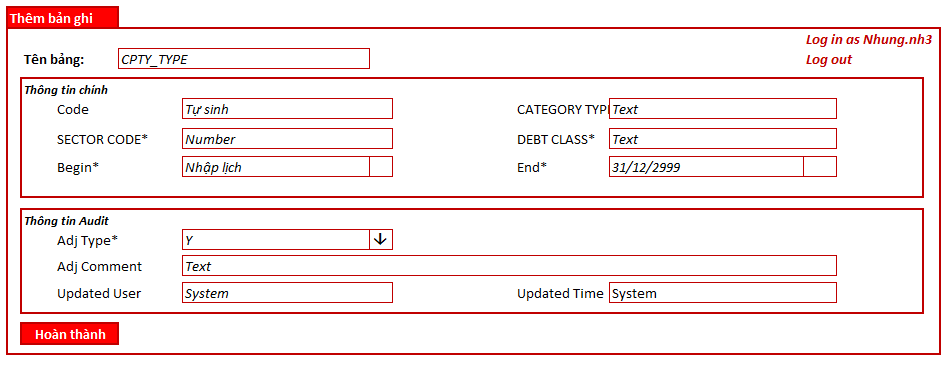 Thêm bản ghi
Log in as Nhung.nh3
Tên bảng: CPTY_TYPE Log out
Thông tin chính
Code Tự sinh CATEGORY TYP Text
SECTOR CODE* Number DEBT CLASS* Text
Begin* Nhập lịch End* 31/12/2999
Thông tin Audit
Adj Type* Y
Adj Comment Text
Updated User System Updated Time System
Hoàn thành